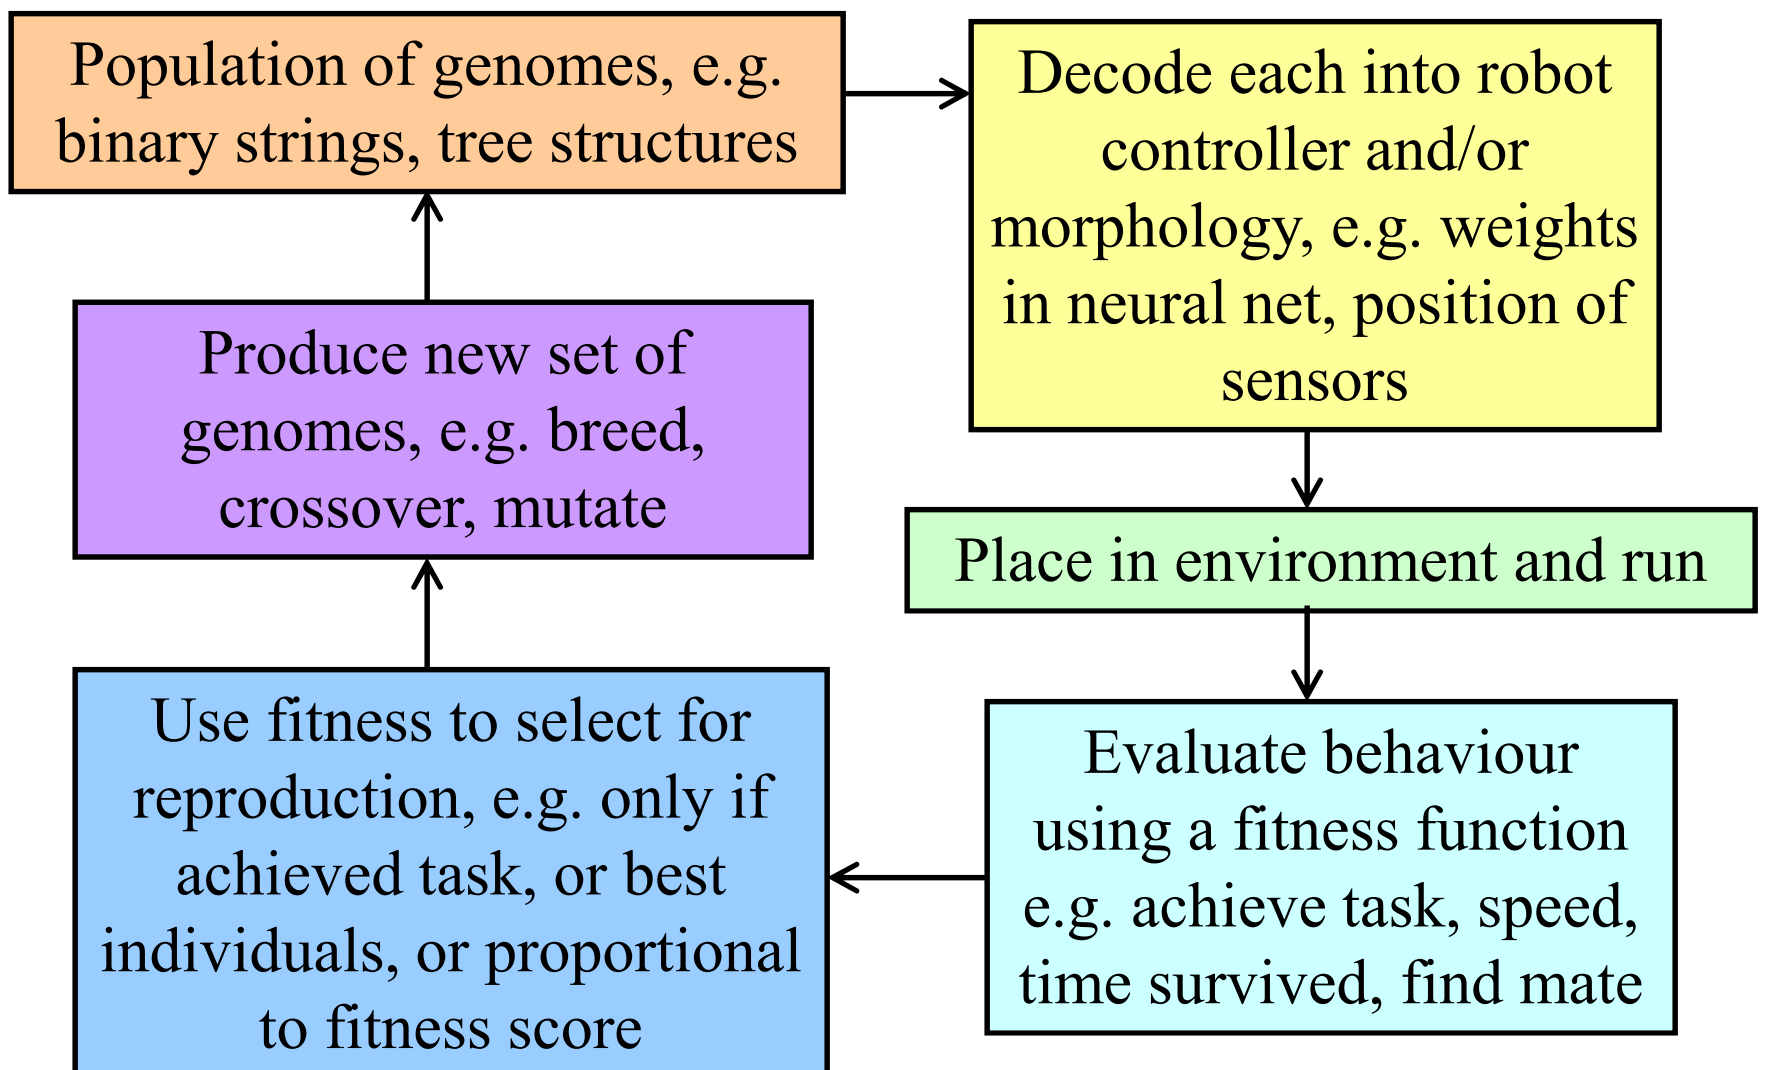 Population of genomes, e.g.
binary strings, tree structures
Decode each into robot
controller and/or
morphology, e.g. weights
in neural net, position of
sensors
Place in environment and run
Evaluate behaviour
using a fitness function
e.g. achieve task, speed,
time survived, find mate
Use fitness to select for
reproduction, e.g. only if
achieved task, or best
individuals, or proportional
to fitness score
Produce new set of
genomes, e.g. breed,
crossover, mutate